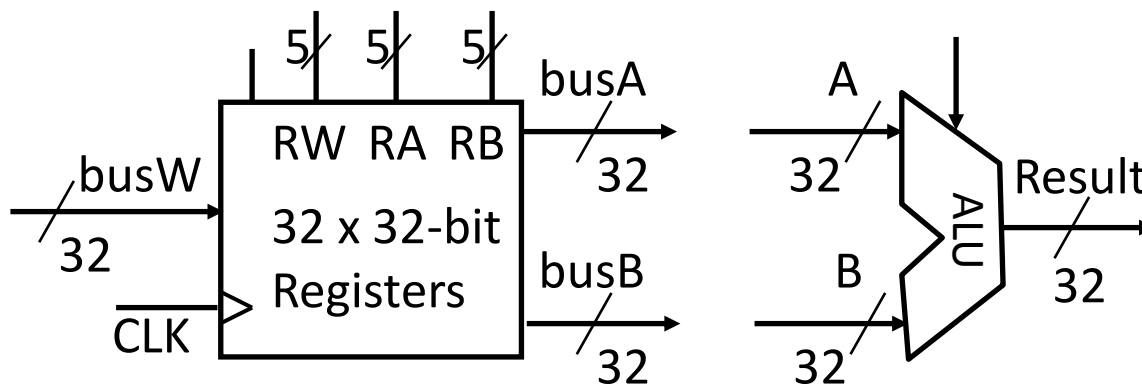 5 5 5
RW RA RB
busW
32
32 x 32-bit
Registers
CLK
busA
32
busB
32
A
32
B
32
ALU
Result
32